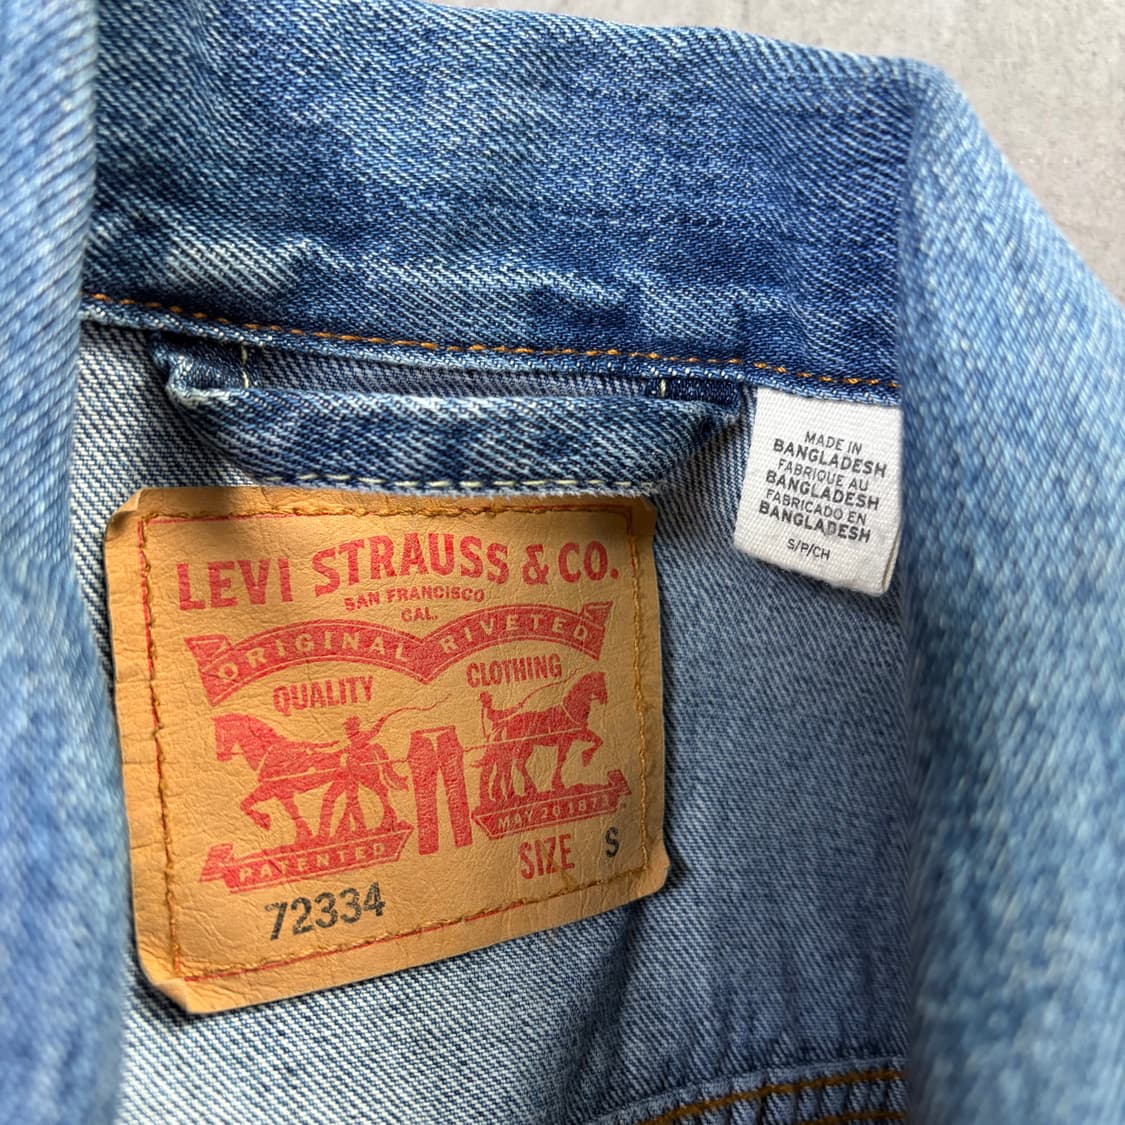 LEVI STRAUSS & CO.
SAN FRANCISCO
CAL.
ORIGINAL RIVETED
QUALITY CLOTHING
PATENTED MAY 20 1873
SIZE S
72334
MADE IN
BANGLADESH
FABRIQUE AU
BANGLADESH
FABRICADO EN
BANGLADESH
S/P/CH